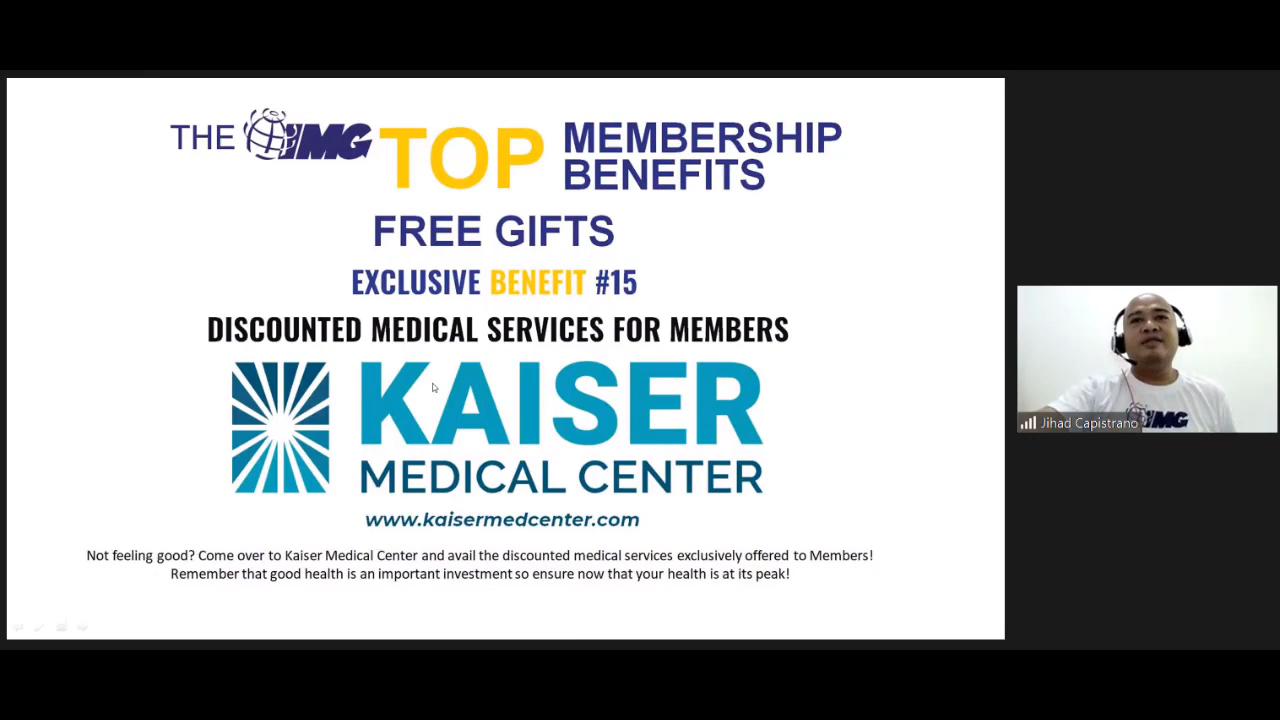 THE IMG TOP MEMBERSHIP BENEFITS
FREE GIFTS
EXCLUSIVE BENEFIT #15
DISCOUNTED MEDICAL SERVICES FOR MEMBERS
KAISER
MEDICAL CENTER
www.kaisermedcenter.com
Not feeling good? Come over to Kaiser Medical Center and avail the discounted medical services exclusively offered to Members!
Remember that good health is an important investment so ensure now that your health is at its peak!
Jihad Capistrano
IMG